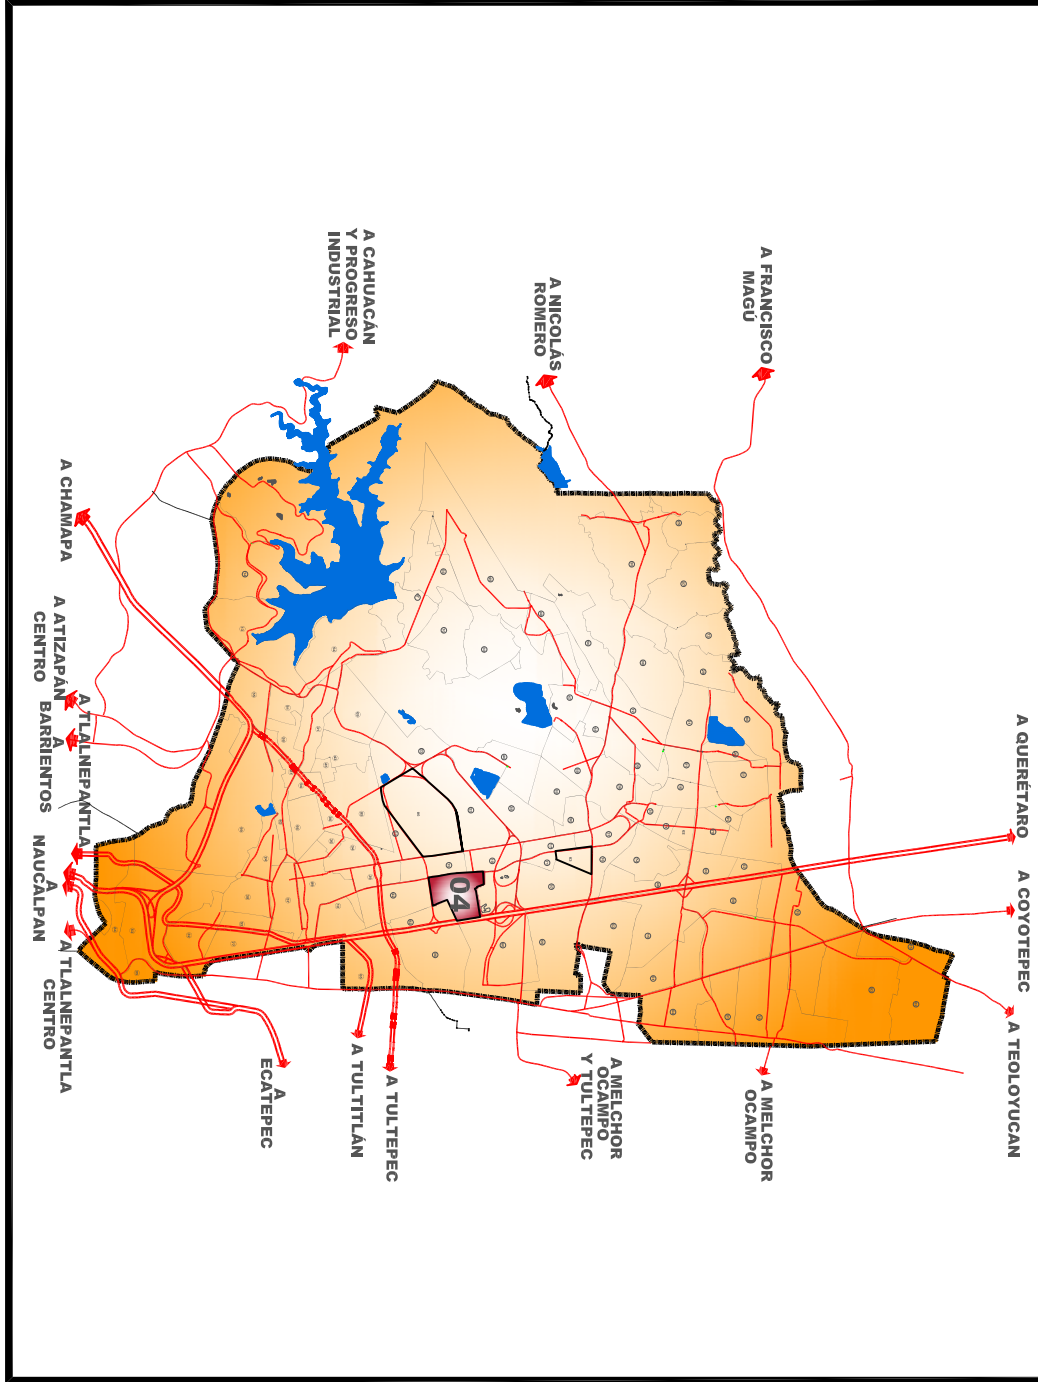 A CAHUACÁN
Y PROGRESO
INDUSTRIAL
A NICOLÁS
ROMERO
A FRANCISCO
MAGÚ
A CHAMAPA
A ATIZAPÁN
CENTRO
A TLALNEPANTLA
A
BARRIENTOS
A
NAUCALPAN
A TLALNEPANTLA
CENTRO
A
ECATEPEC
A TULTITLÁN
A TULTEPEC
A MELCHOR
OCAMPO
Y TULTEPEC
A MELCHOR
OCAMPO
A TEOLOYUCAN
A COYOTEPEC
A QUERÉTARO
04